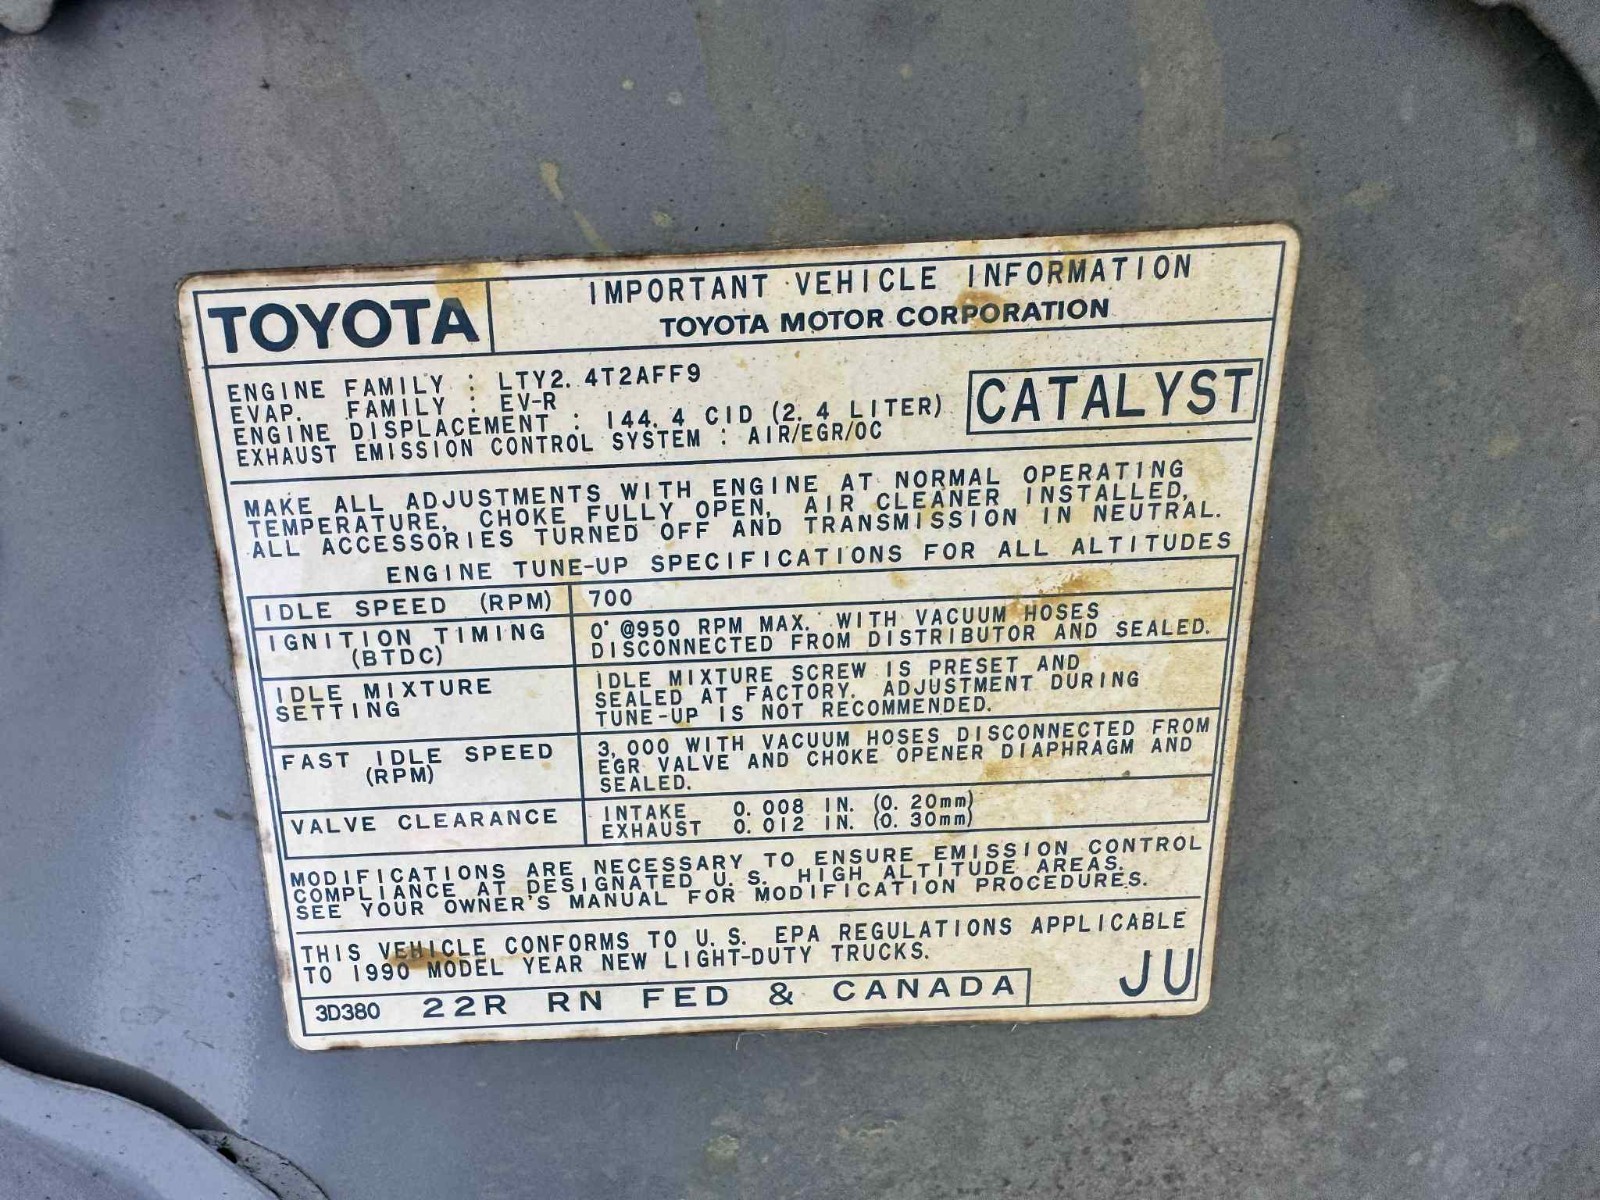 TOYOTA
IMPORTANT VEHICLE INFORMATION
TOYOTA MOTOR CORPORATION
ENGINE FAMILY : LTY2.4T2AFF9
EVAP. FAMILY : EV-R
ENGINE DISPLACEMENT : 144.4 CID (2.4 LITER)
EXHAUST EMISSION CONTROL SYSTEM : AIR/EGR/OC
CATALYST
MAKE ALL ADJUSTMENTS WITH ENGINE AT NORMAL OPERATING
TEMPERATURE, CHOKE FULLY OPEN, AIR CLEANER INSTALLED,
ALL ACCESSORIES TURNED OFF AND TRANSMISSION IN NEUTRAL.
ENGINE TUNE-UP SPECIFICATIONS FOR ALL ALTITUDES
IDLE SPEED (RPM) 700
IGNITION TIMING
(BTDC)
0° @950 RPM MAX. WITH VACUUM HOSES
DISCONNECTED FROM DISTRIBUTOR AND SEALED.
IDLE MIXTURE
SETTING
IDLE MIXTURE SCREW IS PRESET AND
SEALED AT FACTORY. ADJUSTMENT DURING
TUNE-UP IS NOT RECOMMENDED.
FAST IDLE SPEED
(RPM)
3,000 WITH VACUUM HOSES DISCONNECTED FROM
EGR VALVE AND CHOKE OPENER DIAPHRAGM AND
SEALED.
VALVE CLEARANCE
INTAKE 0.008 IN. (0.20mm)
EXHAUST 0.012 IN. (0.30mm)
MODIFICATIONS ARE NECESSARY TO ENSURE EMISSION CONTROL
COMPLIANCE AT DESIGNATED U.S. HIGH ALTITUDE AREAS.
SEE YOUR OWNER'S MANUAL FOR MODIFICATION PROCEDURES.
THIS VEHICLE CONFORMS TO U.S. EPA REGULATIONS APPLICABLE
TO 1990 MODEL YEAR NEW LIGHT-DUTY TRUCKS.
3D380 22R RN FED & CANADA
JU